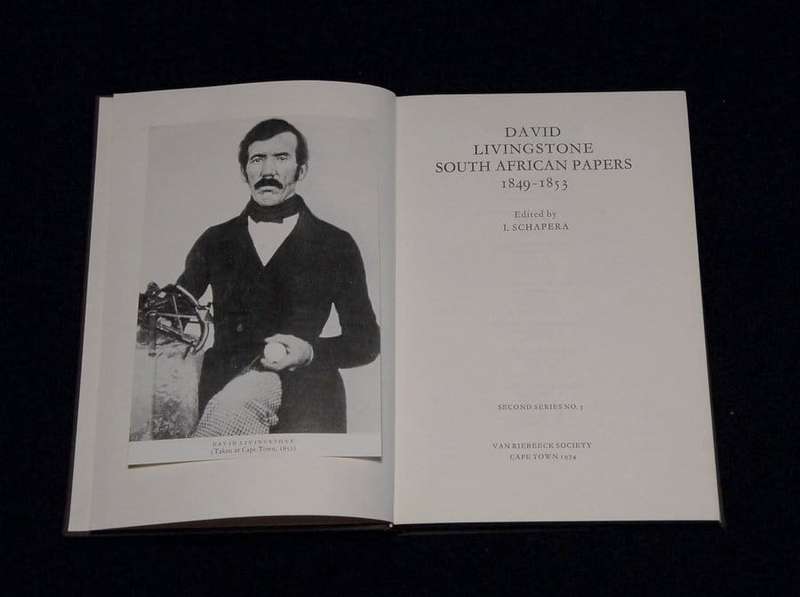 DAVID LIVINGSTONE
(Taken at Cape Town, 1852)
DAVID
LIVINGSTONE
SOUTH AFRICAN PAPERS
1849-1853
Edited by
I. SCHAPERA
SECOND SERIES NO. 5
VAN RIEBEECK SOCIETY
CAPE TOWN 1974